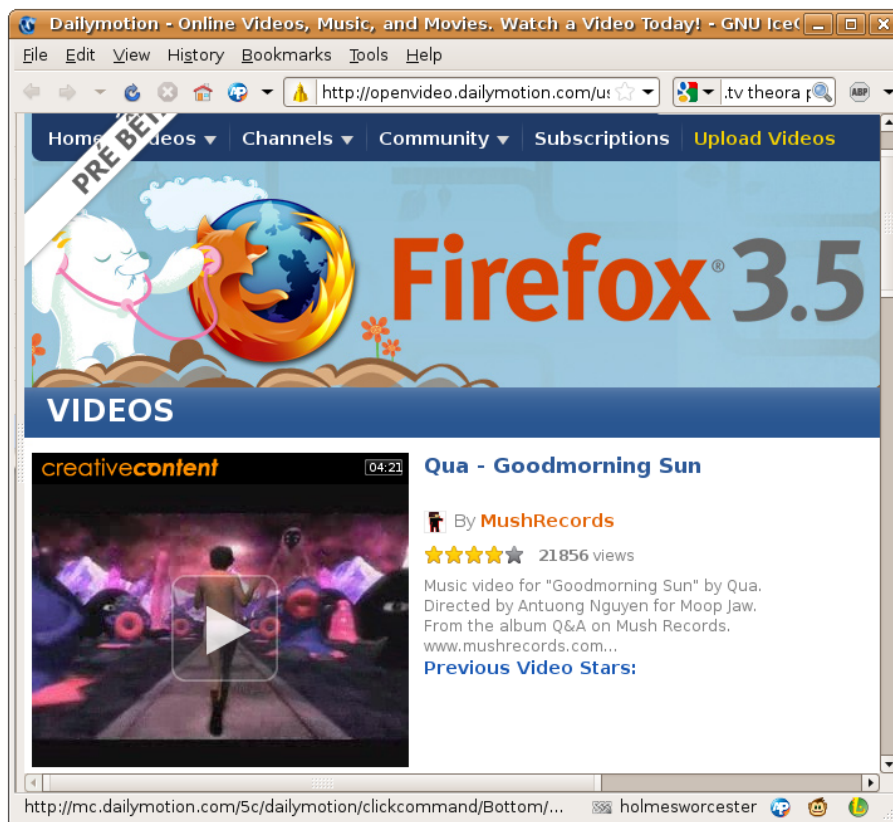 Dailymotion - Online Videos, Music, and Movies. Watch a Video Today! - GNU Ice
File Edit View History Bookmarks Tools Help
http://openvideo.dailymotion.com/us .tv theora ABP
Home Videos Channels Community Subscriptions Upload Videos
PRÉ BÊT
Firefox® 3.5
VIDEOS
creativecontent 04:21
Qua - Goodmorning Sun
By MushRecords
21856 views
Music video for "Goodmorning Sun" by Qua.
Directed by Antuong Nguyen for Moop Jaw.
From the album Q&A on Mush Records.
www.mushrecords.com...
Previous Video Stars:
http://mc.dailymotion.com/5c/dailymotion/clickcommand/Bottom/... holmesworcester